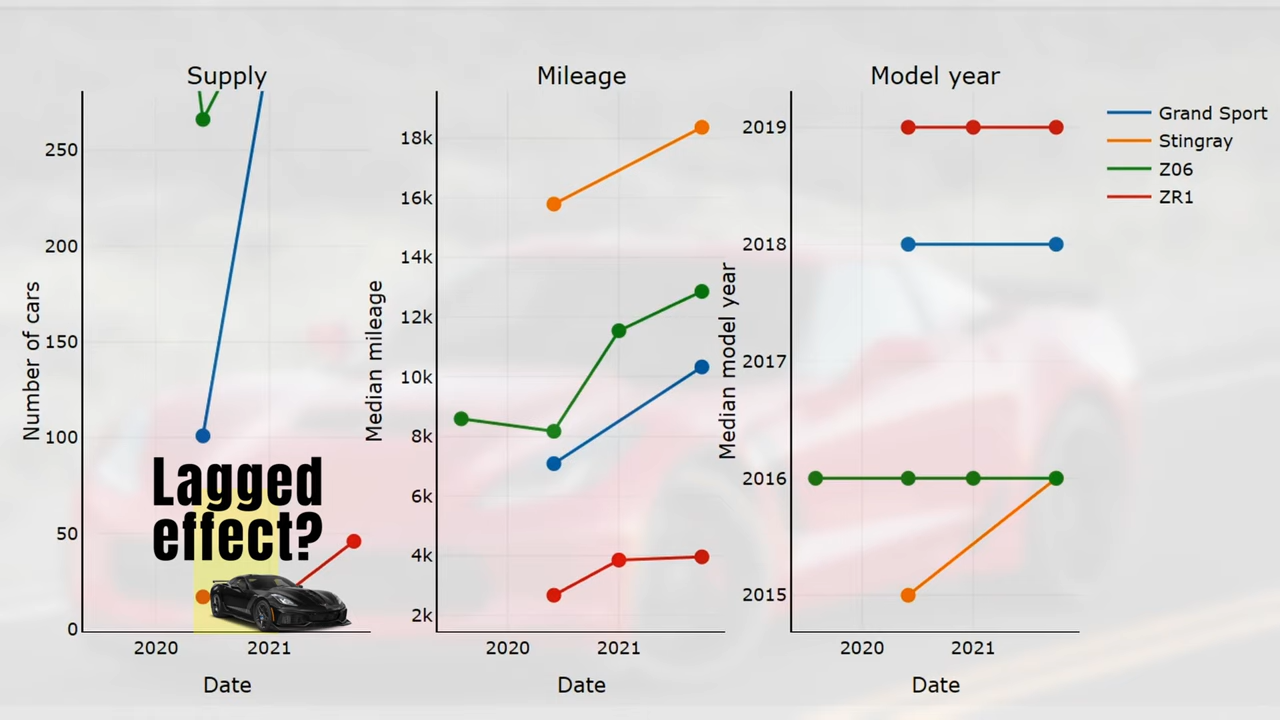 Supply
Mileage
Model year
Grand Sport
Stingray
Z06
ZR1
Number of cars
250
200
150
100
50
0
2020
2021
Date
Lagged
effect?
Median mileage
18k
16k
14k
12k
10k
8k
6k
4k
2k
2020
2021
Date
Median model year
2019
2018
2017
2016
2015
2020
2021
Date